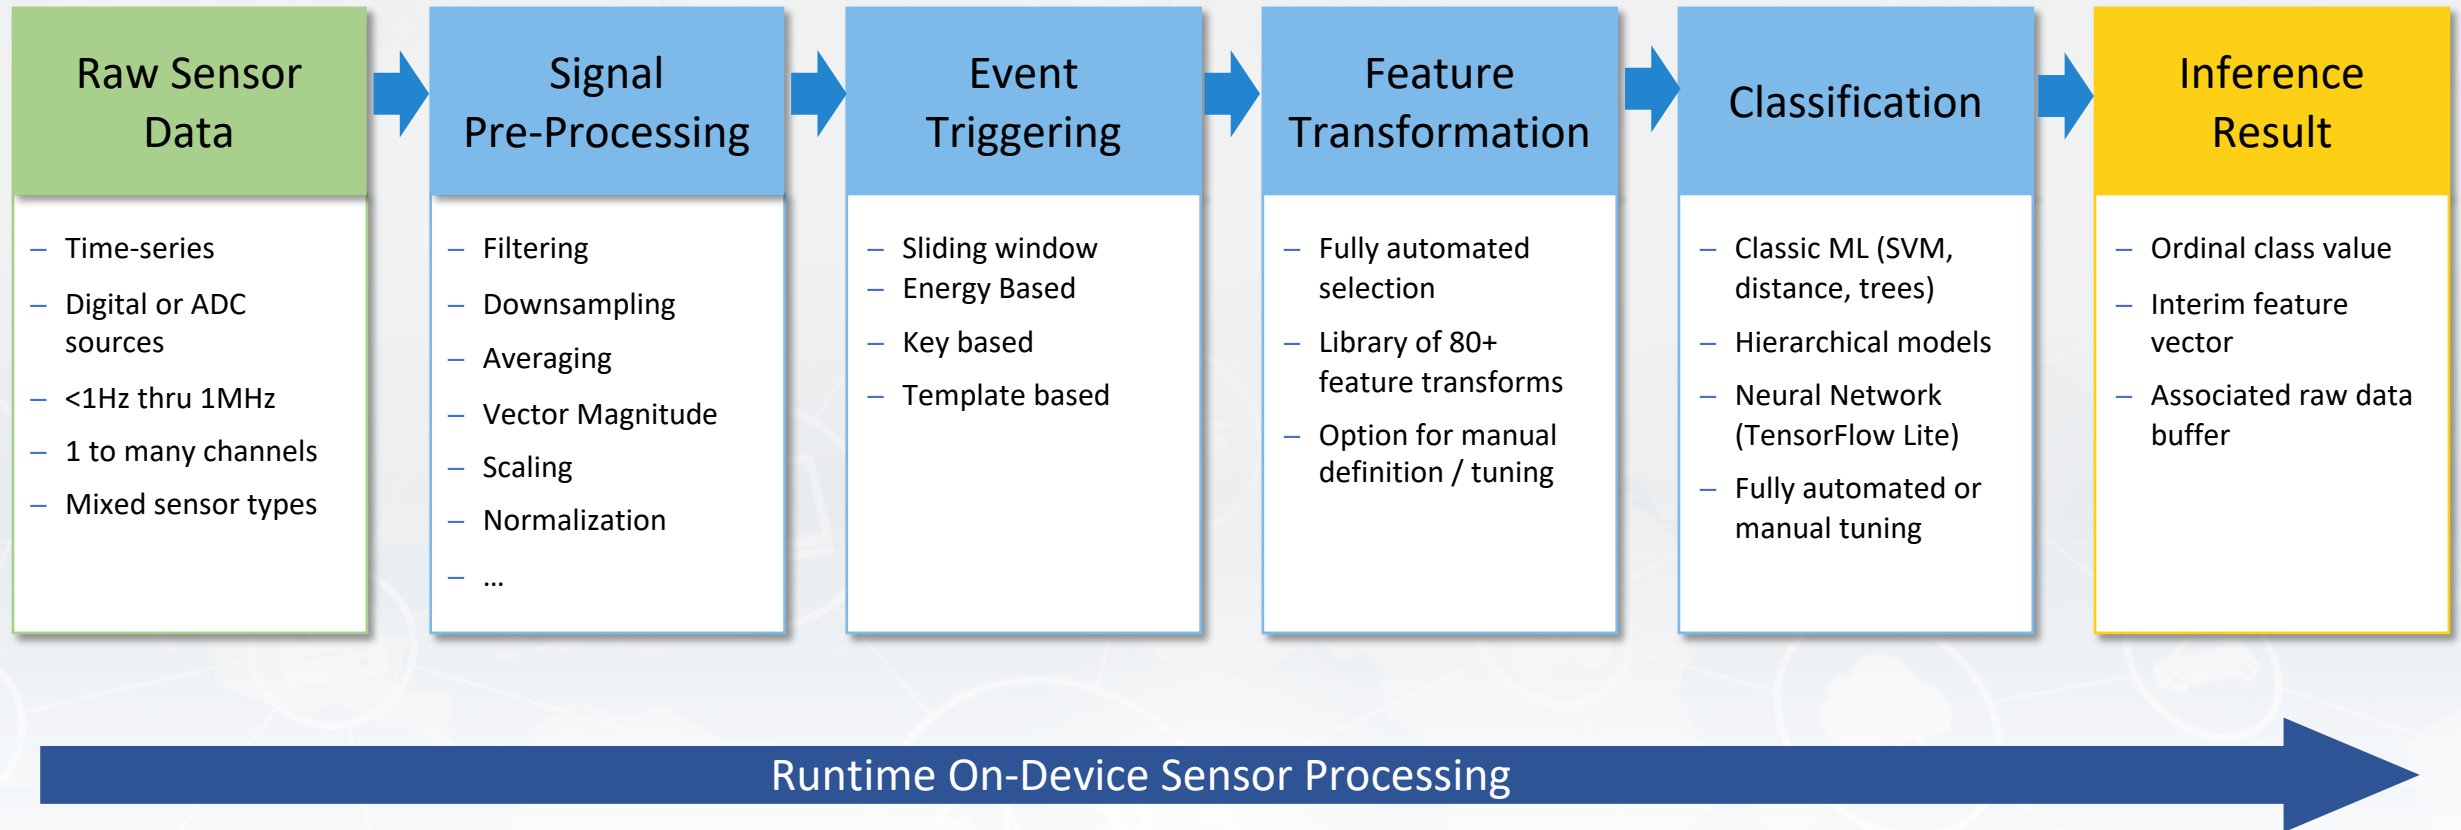 Raw Sensor
Data
– Time-series
– Digital or ADC
sources
– <1Hz thru 1MHz
– 1 to many channels
– Mixed sensor types
Signal
Pre-Processing
– Filtering
– Downsampling
– Averaging
– Vector Magnitude
– Scaling
– Normalization
– ...
Event
Triggering
– Sliding window
– Energy Based
– Key based
– Template based
Feature
Transformation
– Fully automated
selection
– Library of 80+
feature transforms
– Option for manual
definition / tuning
Classification
– Classic ML (SVM,
distance, trees)
– Hierarchical models
– Neural Network
(TensorFlow Lite)
– Fully automated or
manual tuning
Inference
Result
– Ordinal class value
– Interim feature
vector
– Associated raw data
buffer
Runtime On-Device Sensor Processing